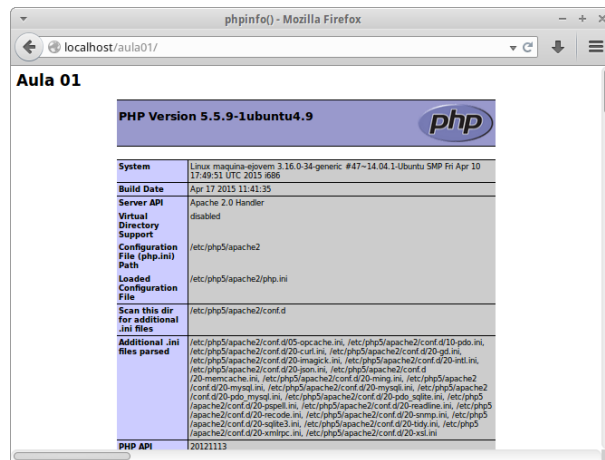 phpinfo() - Mozilla Firefox
localhost/aula01/
Aula 01
PHP Version 5.5.9-1ubuntu4.9
php
System
Linux maquina-ejovem 3.16.0-34-generic #47~14.04.1-Ubuntu SMP Fri Apr 10
17:49:51 UTC 2015 i686
Build Date
Apr 17 2015 11:41:35
Server API
Apache 2.0 Handler
Virtual
Directory
Support
disabled
Configuration
File (php.ini)
Path
/etc/php5/apache2
Loaded
Configuration
File
/etc/php5/apache2/php.ini
Scan this dir
for additional
.ini files
/etc/php5/apache2/conf.d
Additional .ini
files parsed
/etc/php5/apache2/conf.d/05-opcache.ini, /etc/php5/apache2/conf.d/10-pdo.ini,
/etc/php5/apache2/conf.d/20-curl.ini, /etc/php5/apache2/conf.d/20-gd.ini,
/etc/php5/apache2/conf.d/20-imagick.ini, /etc/php5/apache2/conf.d/20-intl.ini,
/etc/php5/apache2/conf.d/20-json.ini, /etc/php5/apache2/conf.d
/20-memcache.ini, /etc/php5/apache2/conf.d/20-ming.ini, /etc/php5/apache2
/conf.d/20-mysql.ini, /etc/php5/apache2/conf.d/20-mysqli.ini, /etc/php5/apache2
/conf.d/20-pdo_mysql.ini, /etc/php5/apache2/conf.d/20-pdo_sqlite.ini, /etc/php5
/apache2/conf.d/20-pspell.ini, /etc/php5/apache2/conf.d/20-readline.ini, /etc/php5
/apache2/conf.d/20-recode.ini, /etc/php5/apache2/conf.d/20-snmp.ini, /etc/php5
/apache2/conf.d/20-sqlite3.ini, /etc/php5/apache2/conf.d/20-tidy.ini, /etc/php5
/apache2/conf.d/20-xmlrpc.ini, /etc/php5/apache2/conf.d/20-xsl.ini
PHP API
20121113